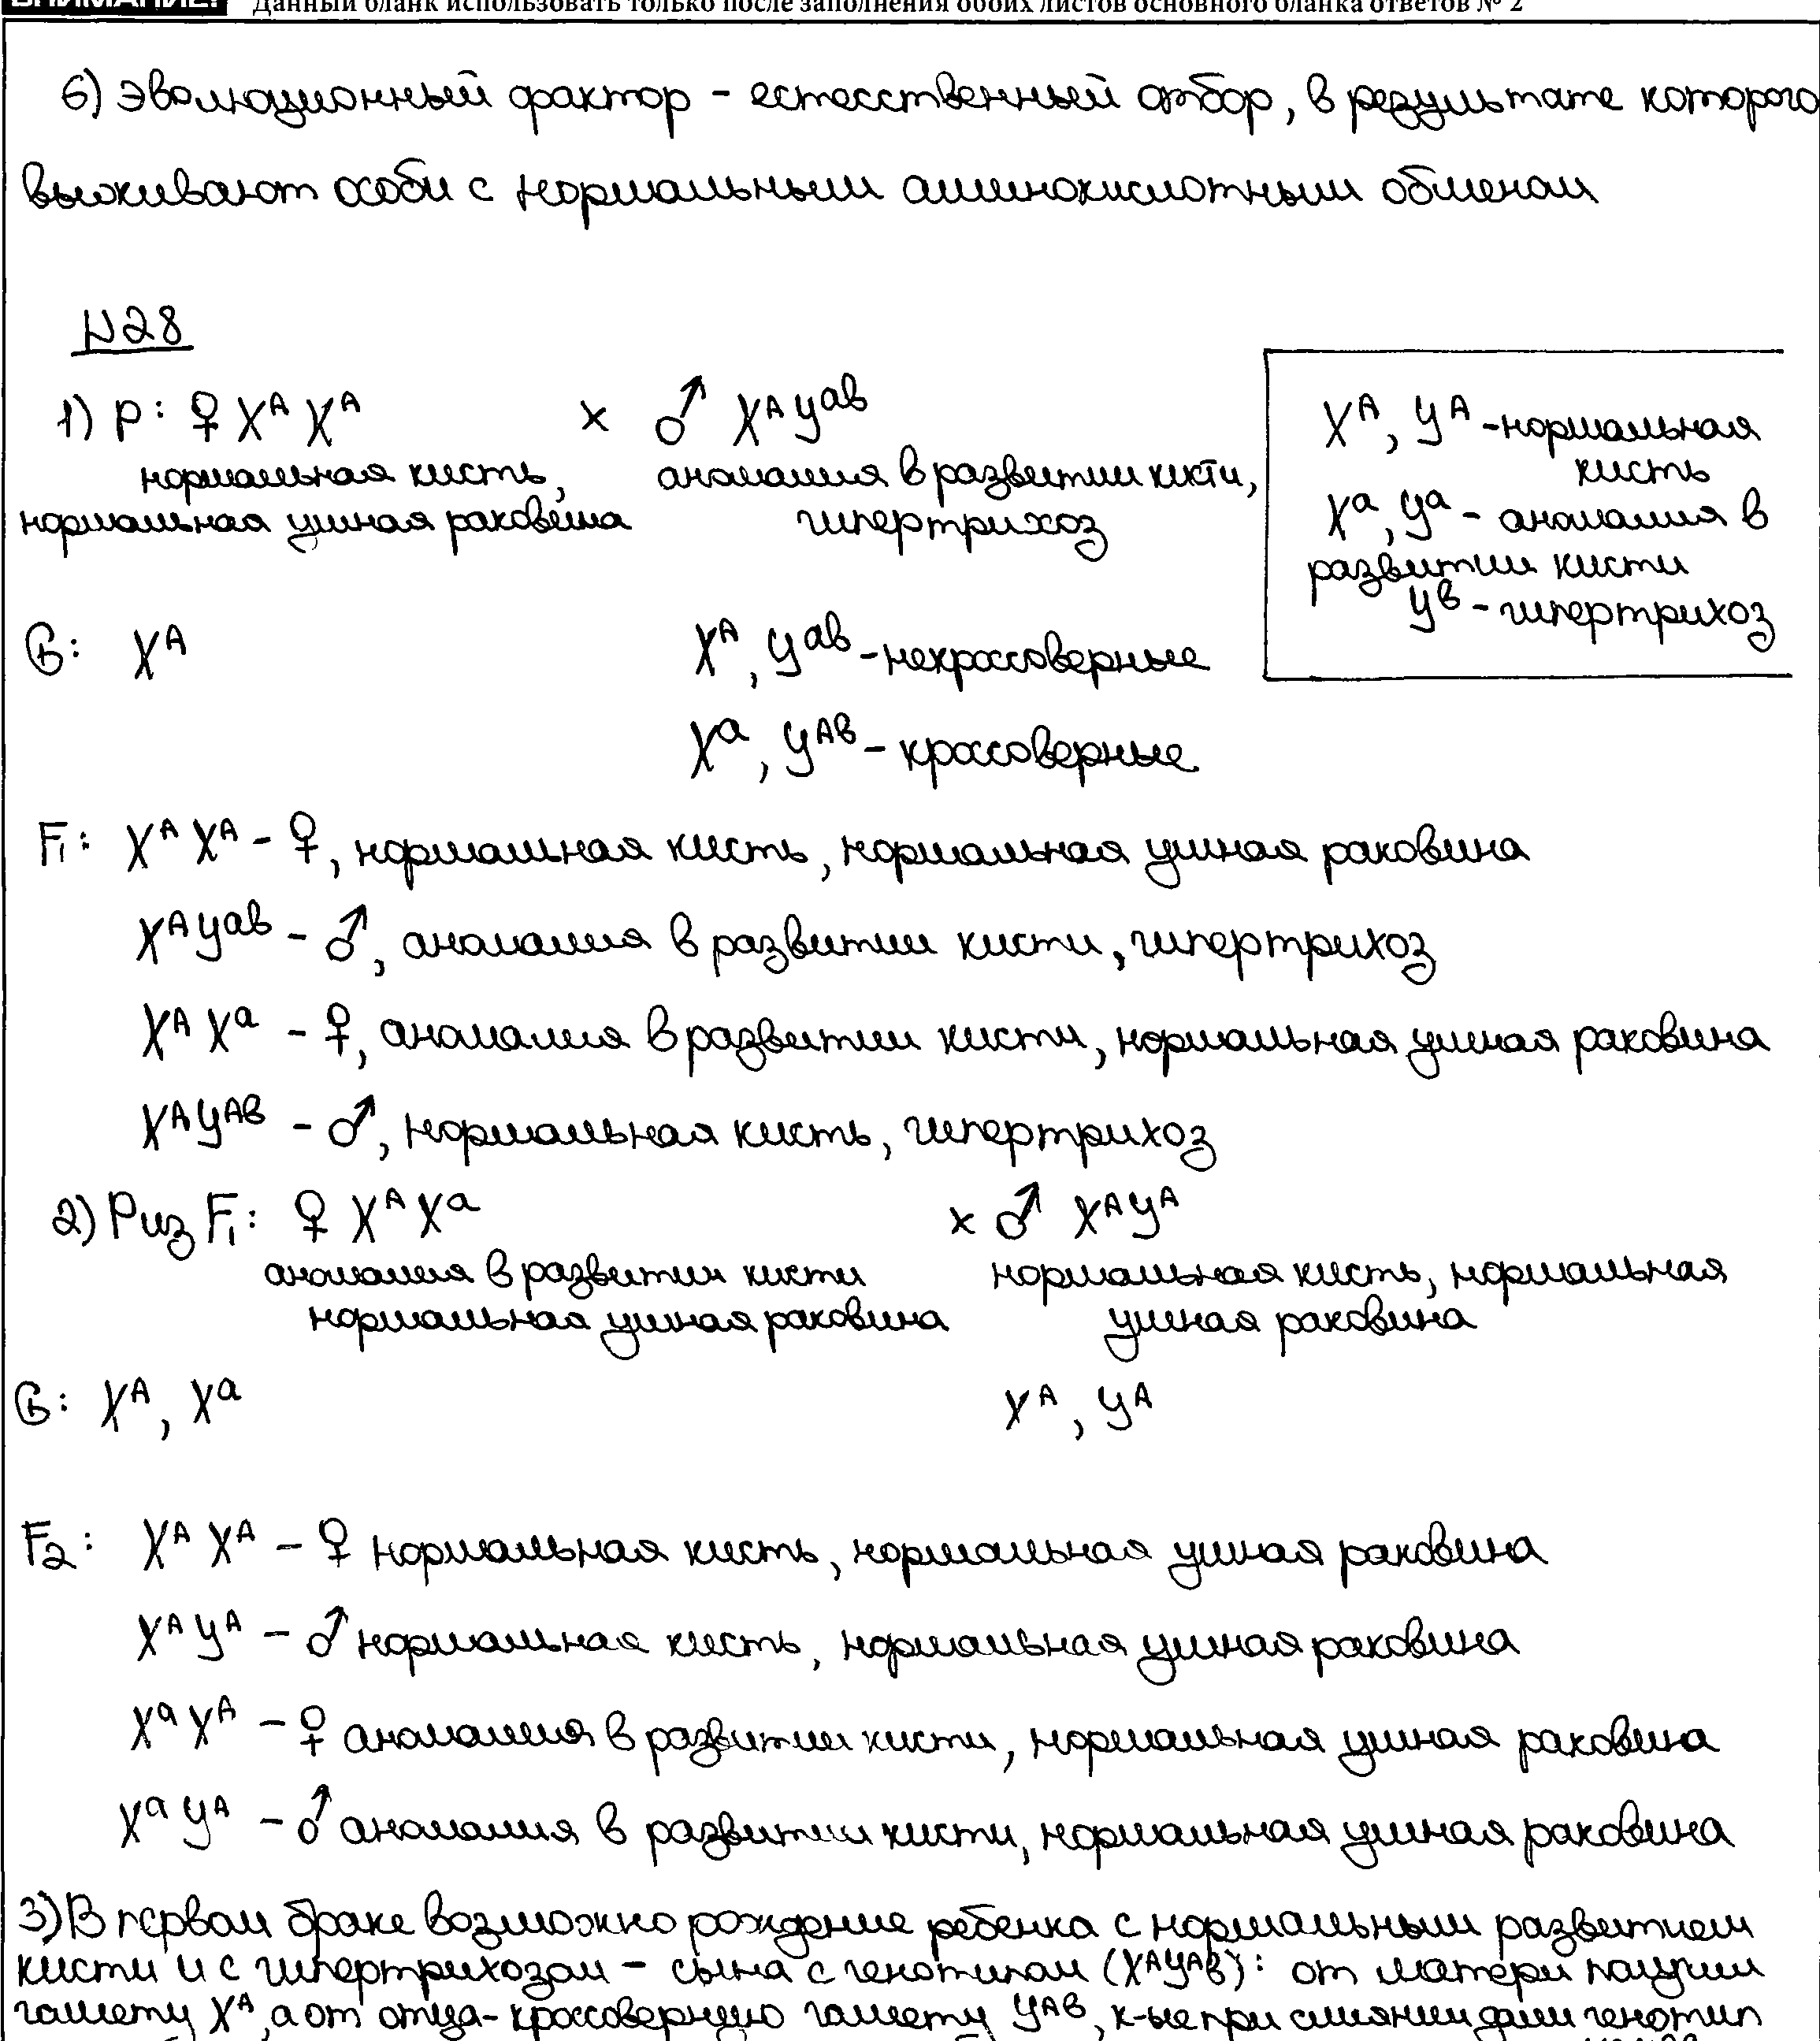 ВНИМАНИЕ! Данный бланк использовать только после заполнения обоих листов основного бланка ответов № 2
6) Эволюционный фактор - естесственный отбор, в результате которого
выживают особи с нормальным аминокислотным обменом
N28
1) P: ♀ X^A X^A × ♂ X^A Y^ab
нормальная кисть, аномалия в развитии кисти,
нормальная ушная раковина гипертрихоз
X^A, Y^A - нормальная
кисть
X^a, Y^a - аномалия в
развитии кисти
Y^b - гипертрихоз
G: X^A X^A, Y^ab - некроссоверные
X^a, Y^Ab - кроссоверные
F1: X^A X^A - ♀, нормальная кисть, нормальная ушная раковина
X^A Y^ab - ♂, аномалия в развитии кисти, гипертрихоз
X^A X^a - ♀, аномалия в развитии кисти, нормальная ушная раковина
X^A Y^Ab - ♂, нормальная кисть, гипертрихоз
2) P из F1: ♀ X^A X^a × ♂ X^A Y^A
аномалия в развитии кисти нормальная кисть, нормальная
нормальная ушная раковина ушная раковина
G: X^A, X^a X^A, Y^A
F2: X^A X^A - ♀ нормальная кисть, нормальная ушная раковина
X^A Y^A - ♂ нормальная кисть, нормальная ушная раковина
X^a X^A - ♀ аномалия в развитии кисти, нормальная ушная раковина
X^a Y^A - ♂ аномалия в развитии кисти, нормальная ушная раковина
3) В первом браке возможно рождение ребенка с нормальным развитием
кисти и с гипертрихозом - сына с генотипом (X^A Y^Ab): от матери получил
гамету X^A, а от отца - кроссоверную гамету Y^Ab, к-ые при слиянии дали генотип